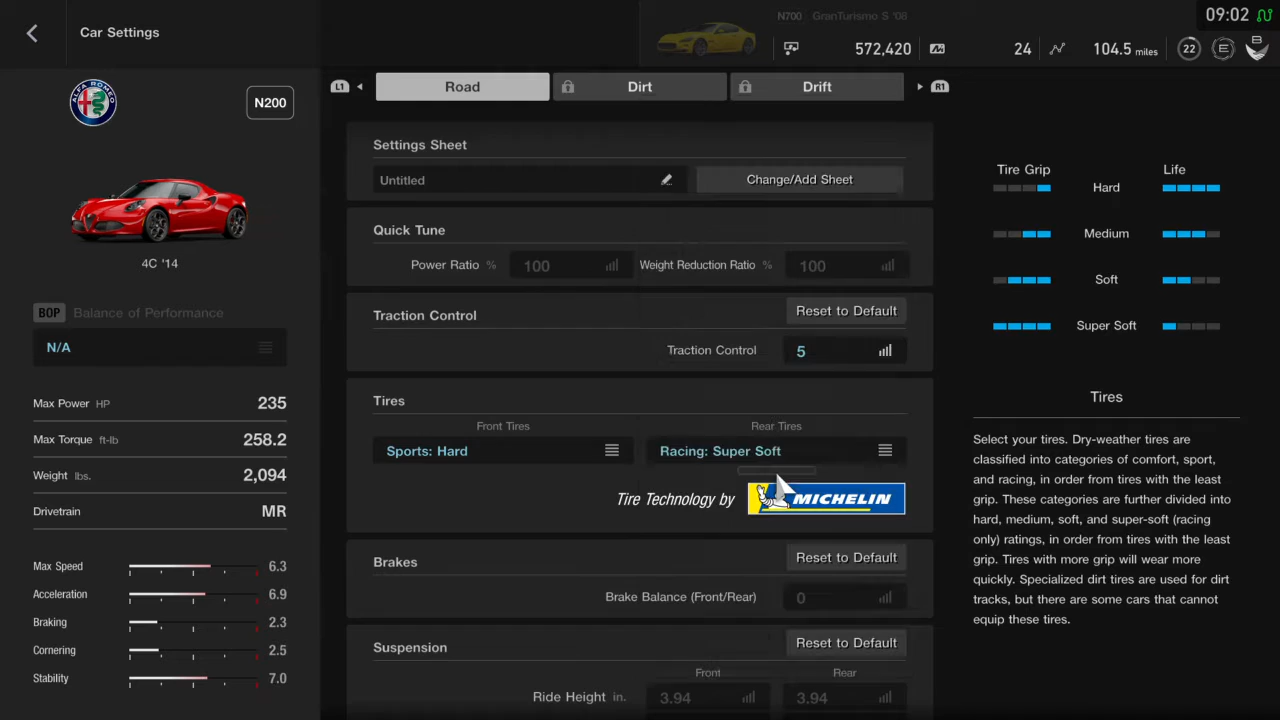 Car Settings
N700 GranTurismo S '08
09:02
572,420
24
104.5 miles
22
E
B
ALFA ROMEO
N200
4C '14
BOP Balance of Performance
N/A
Max Power HP 235
Max Torque ft-lb 258.2
Weight lbs. 2,094
Drivetrain MR
Max Speed 6.3
Acceleration 6.9
Braking 2.3
Cornering 2.5
Stability 7.0
L1 Road Dirt Drift R1
Settings Sheet
Untitled Change/Add Sheet
Quick Tune
Power Ratio % 100 Weight Reduction Ratio % 100
Traction Control Reset to Default
Traction Control 5
Tires
Front Tires Rear Tires
Sports: Hard Racing: Super Soft
Tire Technology by MICHELIN
Brakes Reset to Default
Brake Balance (Front/Rear) 0
Suspension Reset to Default
Front Rear
Ride Height in. 3.94 3.94
Tire Grip Life
Hard
Medium
Soft
Super Soft
Tires
Select your tires. Dry-weather tires are
classified into categories of comfort, sport,
and racing, in order from tires with the least
grip. These categories are further divided into
hard, medium, soft, and super-soft (racing
only) ratings, in order from tires with the least
grip. Tires with more grip will wear more
quickly. Specialized dirt tires are used for dirt
tracks, but there are some cars that cannot
equip these tires.